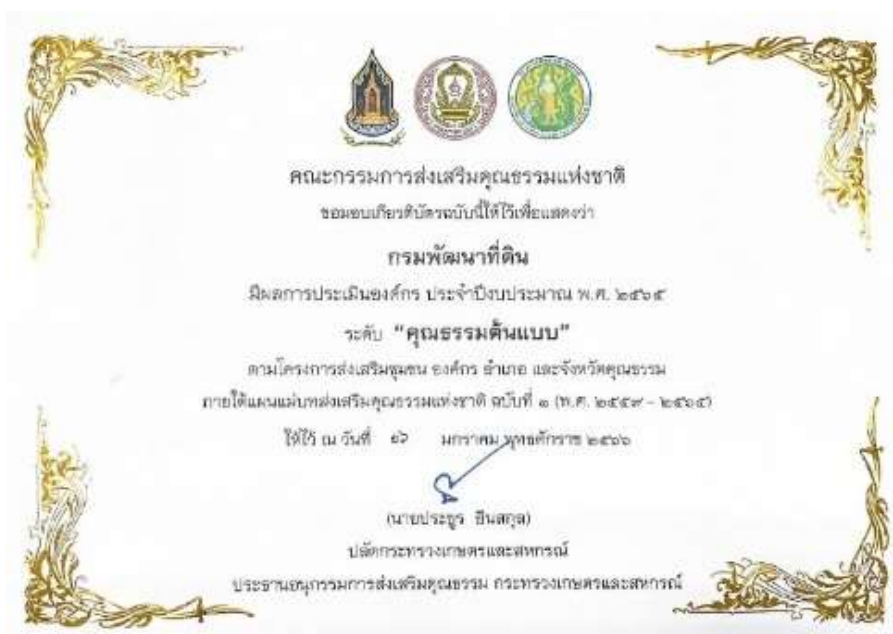 คณะกรรมการส่งเสริมคุณธรรมแห่งชาติ
ขอมอบเกียรติบัตรฉบับนี้ให้ไว้เพื่อแสดงว่า
กรมพัฒนาที่ดิน
มีผลการประเมินองค์กร ประจำปีงบประมาณ พ.ศ. ๒๕๖๕
ระดับ "คุณธรรมต้นแบบ"
ตามโครงการส่งเสริมชุมชน องค์กร อำเภอ และจังหวัดคุณธรรม
ภายใต้แผนแม่บทส่งเสริมคุณธรรมแห่งชาติ ฉบับที่ ๑ (พ.ศ. ๒๕๕๙ - ๒๕๖๕)
ให้ไว้ ณ วันที่ ๑๖ มกราคม พุทธศักราช ๒๕๖๖
(นายประยูร อินสกุล)
ปลัดกระทรวงเกษตรและสหกรณ์
ประธานอนุกรรมการส่งเสริมคุณธรรม กระทรวงเกษตรและสหกรณ์